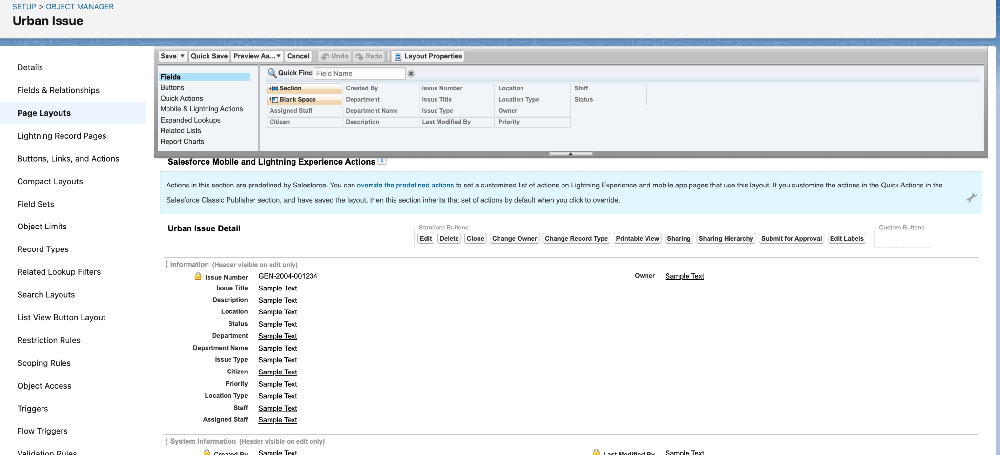 SETUP > OBJECT MANAGER
Urban Issue
Details
Fields & Relationships
Page Layouts
Lightning Record Pages
Buttons, Links, and Actions
Compact Layouts
Field Sets
Object Limits
Record Types
Related Lookup Filters
Search Layouts
List View Button Layout
Restriction Rules
Scoping Rules
Object Access
Triggers
Flow Triggers
Validation Rules
Save Quick Save Preview As... Cancel Undo Redo Layout Properties
Fields
Buttons
Quick Actions
Mobile & Lightning Actions
Expanded Lookups
Related Lists
Report Charts
Quick Find Field Name
Section Created By Issue Number Location Staff
Blank Space Department Issue Title Location Type Status
Assigned Staff Department Name Issue Type Owner
Citizen Description Last Modified By Priority
Salesforce Mobile and Lightning Experience Actions i
Actions in this section are predefined by Salesforce. You can override the predefined actions to set a customized list of actions on Lightning Experience and mobile app pages that use this layout. If you customize the actions in the Quick Actions in the
Salesforce Classic Publisher section, and have saved the layout, then this section inherits that set of actions by default when you click to override.
Urban Issue Detail
Standard Buttons
Edit Delete Clone Change Owner Change Record Type Printable View Sharing Sharing Hierarchy Submit for Approval Edit Labels
Custom Buttons
Information (Header visible on edit only)
Issue Number GEN-2004-001234 Owner Sample Text
Issue Title Sample Text
Description Sample Text
Location Sample Text
Status Sample Text
Department Sample Text
Department Name Sample Text
Issue Type Sample Text
Citizen Sample Text
Priority Sample Text
Location Type Sample Text
Staff Sample Text
Assigned Staff Sample Text
System Information (Header visible on edit only)
Created By Sample Text Last Modified By Sample Text